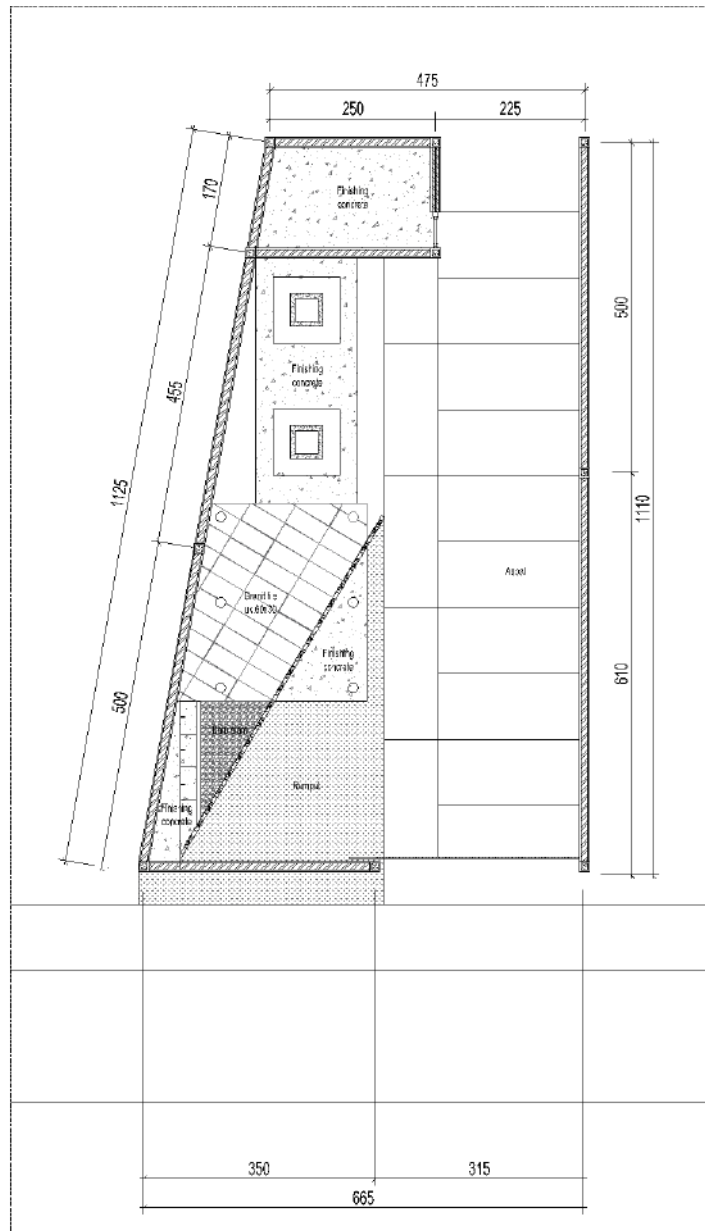 475
250
225
170
Finishing
concrete
500
455
Finishing
concrete
1125
1110
Aspal
Finishing
concrete
610
500
Rumput
Finishing
concrete
350
315
665